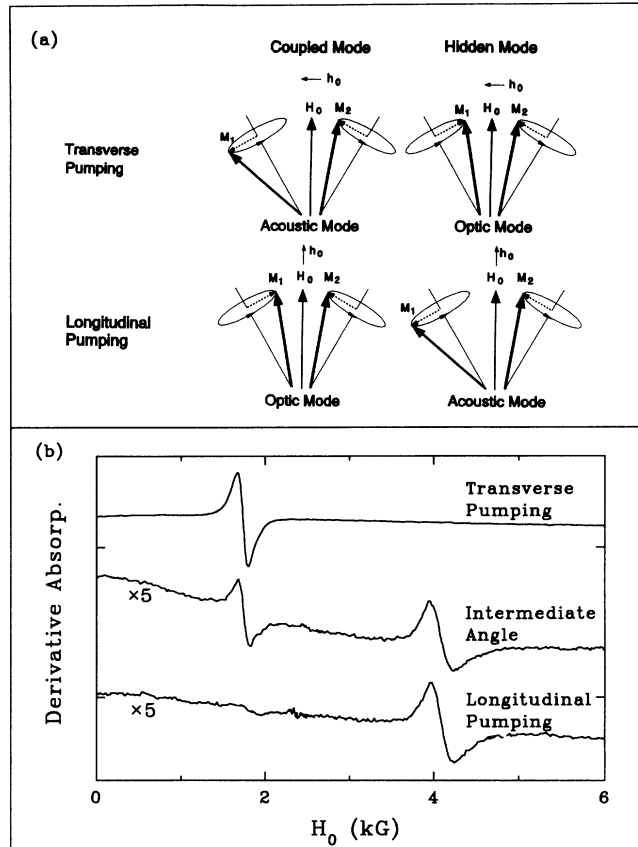 (a)
Coupled Mode
Hidden Mode
h₀
h₀
M₁
H₀
M₂
M₁
H₀
M₂
Transverse
Pumping
Acoustic Mode
Optic Mode
h₀
h₀
M₁
H₀
M₂
M₁
H₀
M₂
Longitudinal
Pumping
Optic Mode
Acoustic Mode
(b)
Transverse
Pumping
×5
Intermediate
Angle
×5
Longitudinal
Pumping
Derivative Absorp.
0
2
4
6
H₀ (kG)